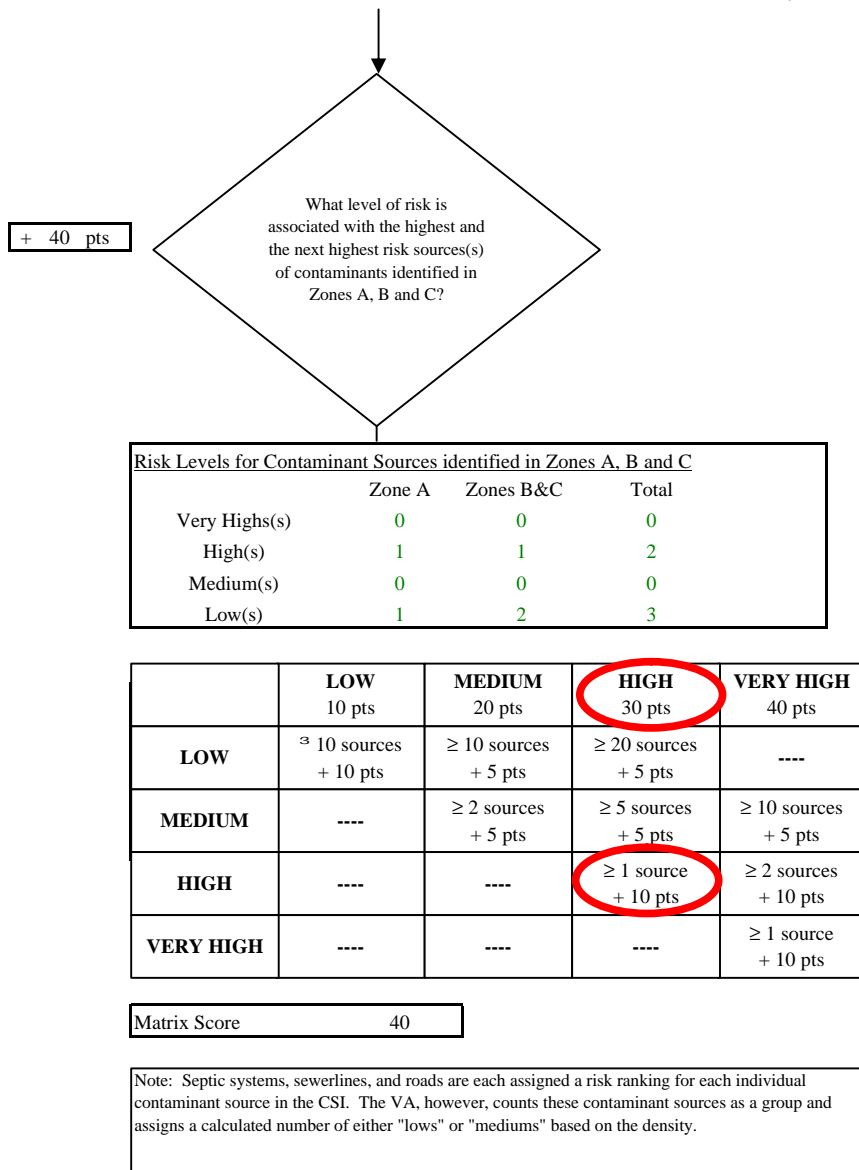 What level of risk is
associated with the highest and
the next highest risk sources(s)
of contaminants identified in
Zones A, B and C?
+ 40 pts
Risk Levels for Contaminant Sources identified in Zones A, B and C
Zone A Zones B&C Total
Very Highs(s) 0 0 0
High(s) 1 1 2
Medium(s) 0 0 0
Low(s) 1 2 3
LOW MEDIUM HIGH VERY HIGH
10 pts 20 pts 30 pts 40 pts
LOW ³ 10 sources ≥ 10 sources ≥ 20 sources ----
+ 10 pts + 5 pts + 5 pts
MEDIUM ---- ≥ 2 sources ≥ 5 sources ≥ 10 sources
+ 5 pts + 5 pts + 5 pts
HIGH ---- ---- ≥ 1 source ≥ 2 sources
+ 10 pts + 10 pts
VERY HIGH ---- ---- ---- ≥ 1 source
+ 10 pts
Matrix Score 40
Note: Septic systems, sewerlines, and roads are each assigned a risk ranking for each individual
contaminant source in the CSI. The VA, however, counts these contaminant sources as a group and
assigns a calculated number of either "lows" or "mediums" based on the density.